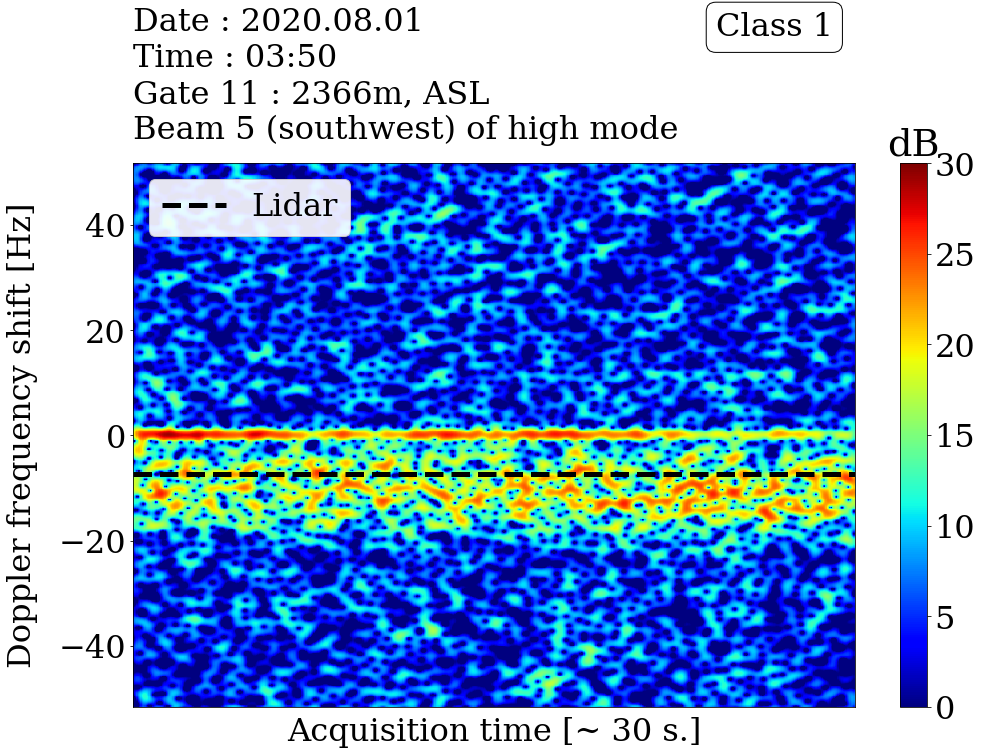 Date : 2020.08.01
Time : 03:50
Gate 11 : 2366m, ASL
Beam 5 (southwest) of high mode
Class 1
dB
Lidar
Doppler frequency shift [Hz]
40
20
0
−20
−40
30
25
20
15
10
5
0
Acquisition time [~ 30 s.]